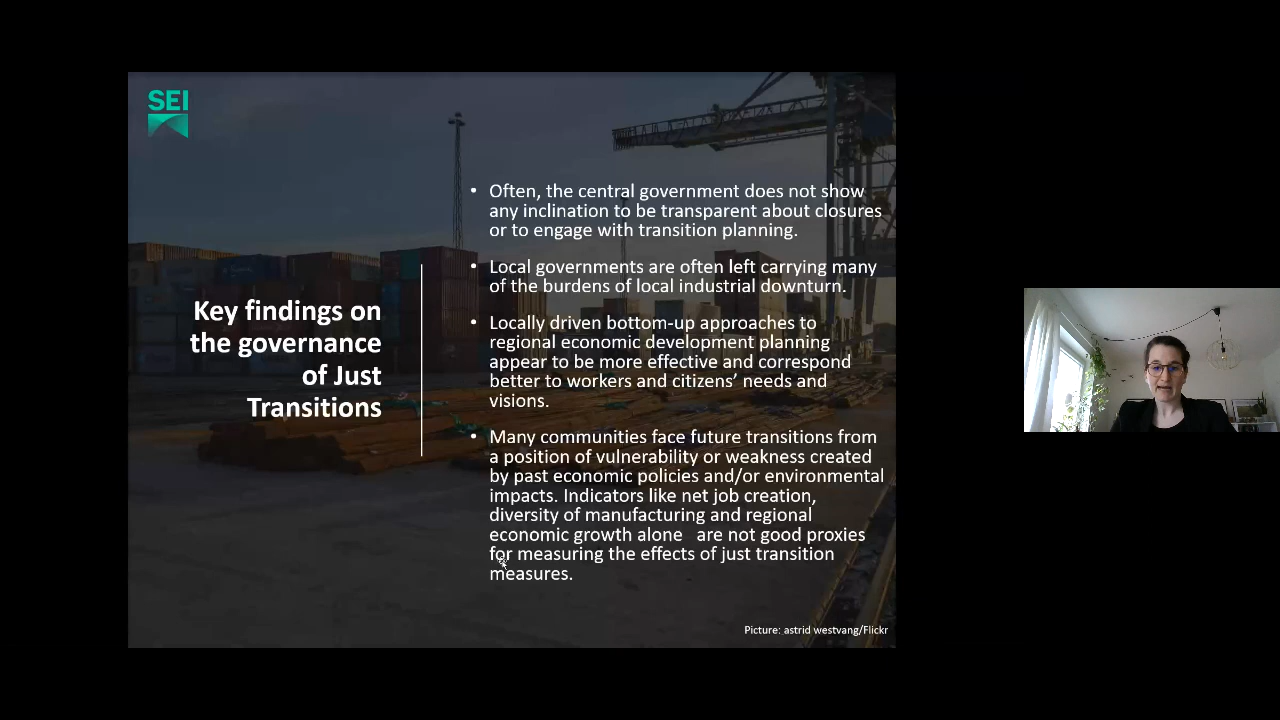 SEI
Key findings on
the governance
of Just
Transitions
• Often, the central government does not show
any inclination to be transparent about closures
or to engage with transition planning.
• Local governments are often left carrying many
of the burdens of local industrial downturn.
• Locally driven bottom-up approaches to
regional economic development planning
appear to be more effective and correspond
better to workers and citizens’ needs and
visions.
• Many communities face future transitions from
a position of vulnerability or weakness created
by past economic policies and/or environmental
impacts. Indicators like net job creation,
diversity of manufacturing and regional
economic growth alone   are not good proxies
for measuring the effects of just transition
measures.
Picture: astrid westvang/Flickr